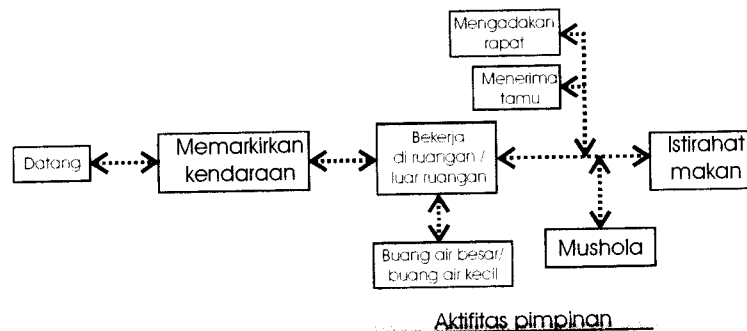 Mengadakan
rapat
Menerima
tamu
Datang
Memarkirkan
kendaraan
Bekerja
di ruangan /
luar ruangan
Istirahat
makan
Buang air besar/
buang air kecil
Mushola
Aktifitas pimpinan